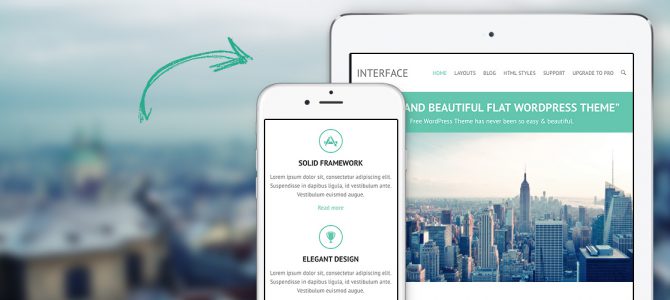 INTERFACE
HOME LAYOUTS BLOG HTML STYLES SUPPORT UPGRADE TO PRO
AND BEAUTIFUL FLAT WORDPRESS THEME"
Free WordPress Theme has never been so easy & beautiful.
SOLID FRAMEWORK
Lorem ipsum dolor sit, consectetur adipiscing elit.
Suspendisse in dapibus ligula, id vestibulum ante.
Vestibulum euismod augue.
Read more
ELEGANT DESIGN
Lorem ipsum dolor sit, consectetur adipiscing elit.
Suspendisse in dapibus ligula, id vestibulum ante.